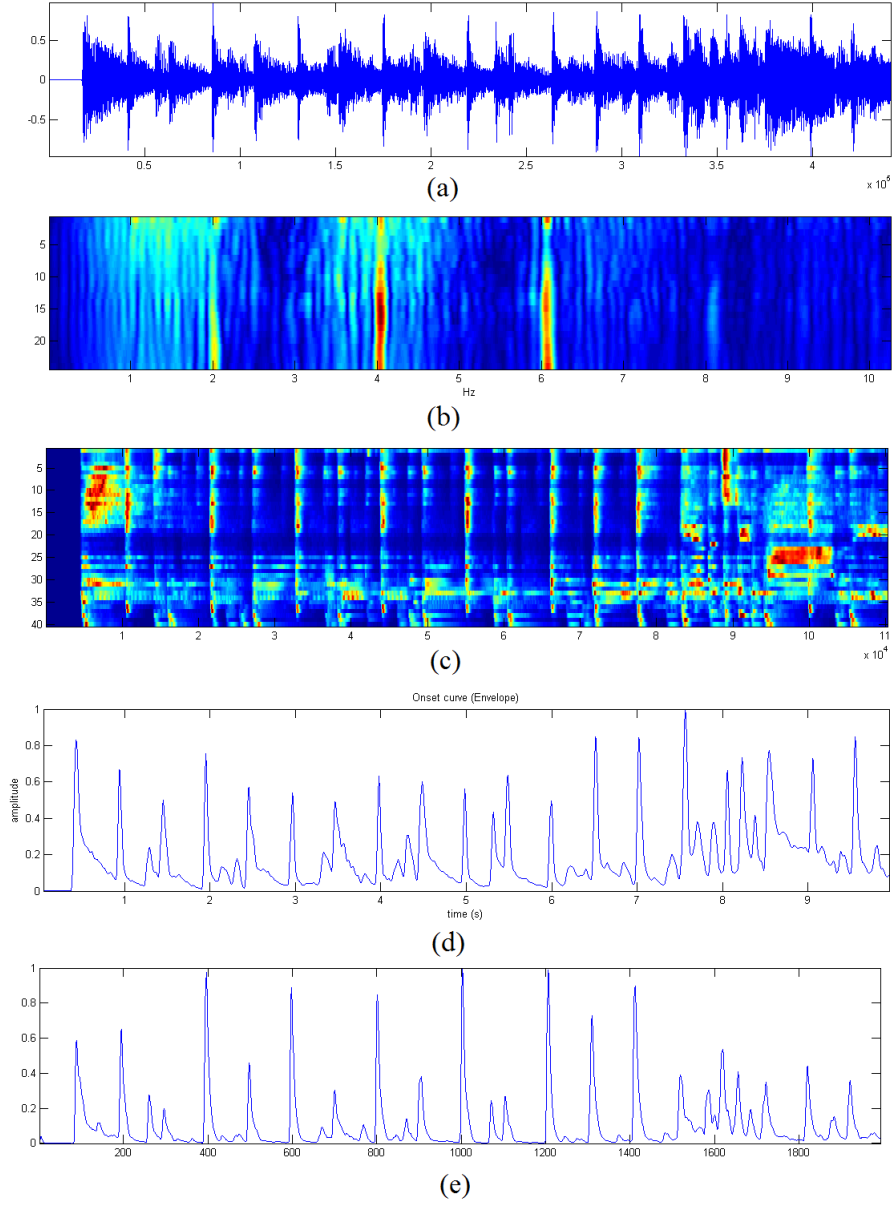 0.5
0
-0.5
0.5 1 1.5 2 2.5 3 3.5 4
x 10^5
(a)
5
10
15
20
1 2 3 4 5 6 7 8 9 10
Hz
(b)
5
10
15
20
25
30
35
40
1 2 3 4 5 6 7 8 9 10 11
x 10^4
(c)
Onset curve (Envelope)
1
0.8
0.6
0.4
0.2
0
amplitude
1 2 3 4 5 6 7 8 9
time (s)
(d)
1
0.8
0.6
0.4
0.2
0
200 400 600 800 1000 1200 1400 1600 1800
(e)